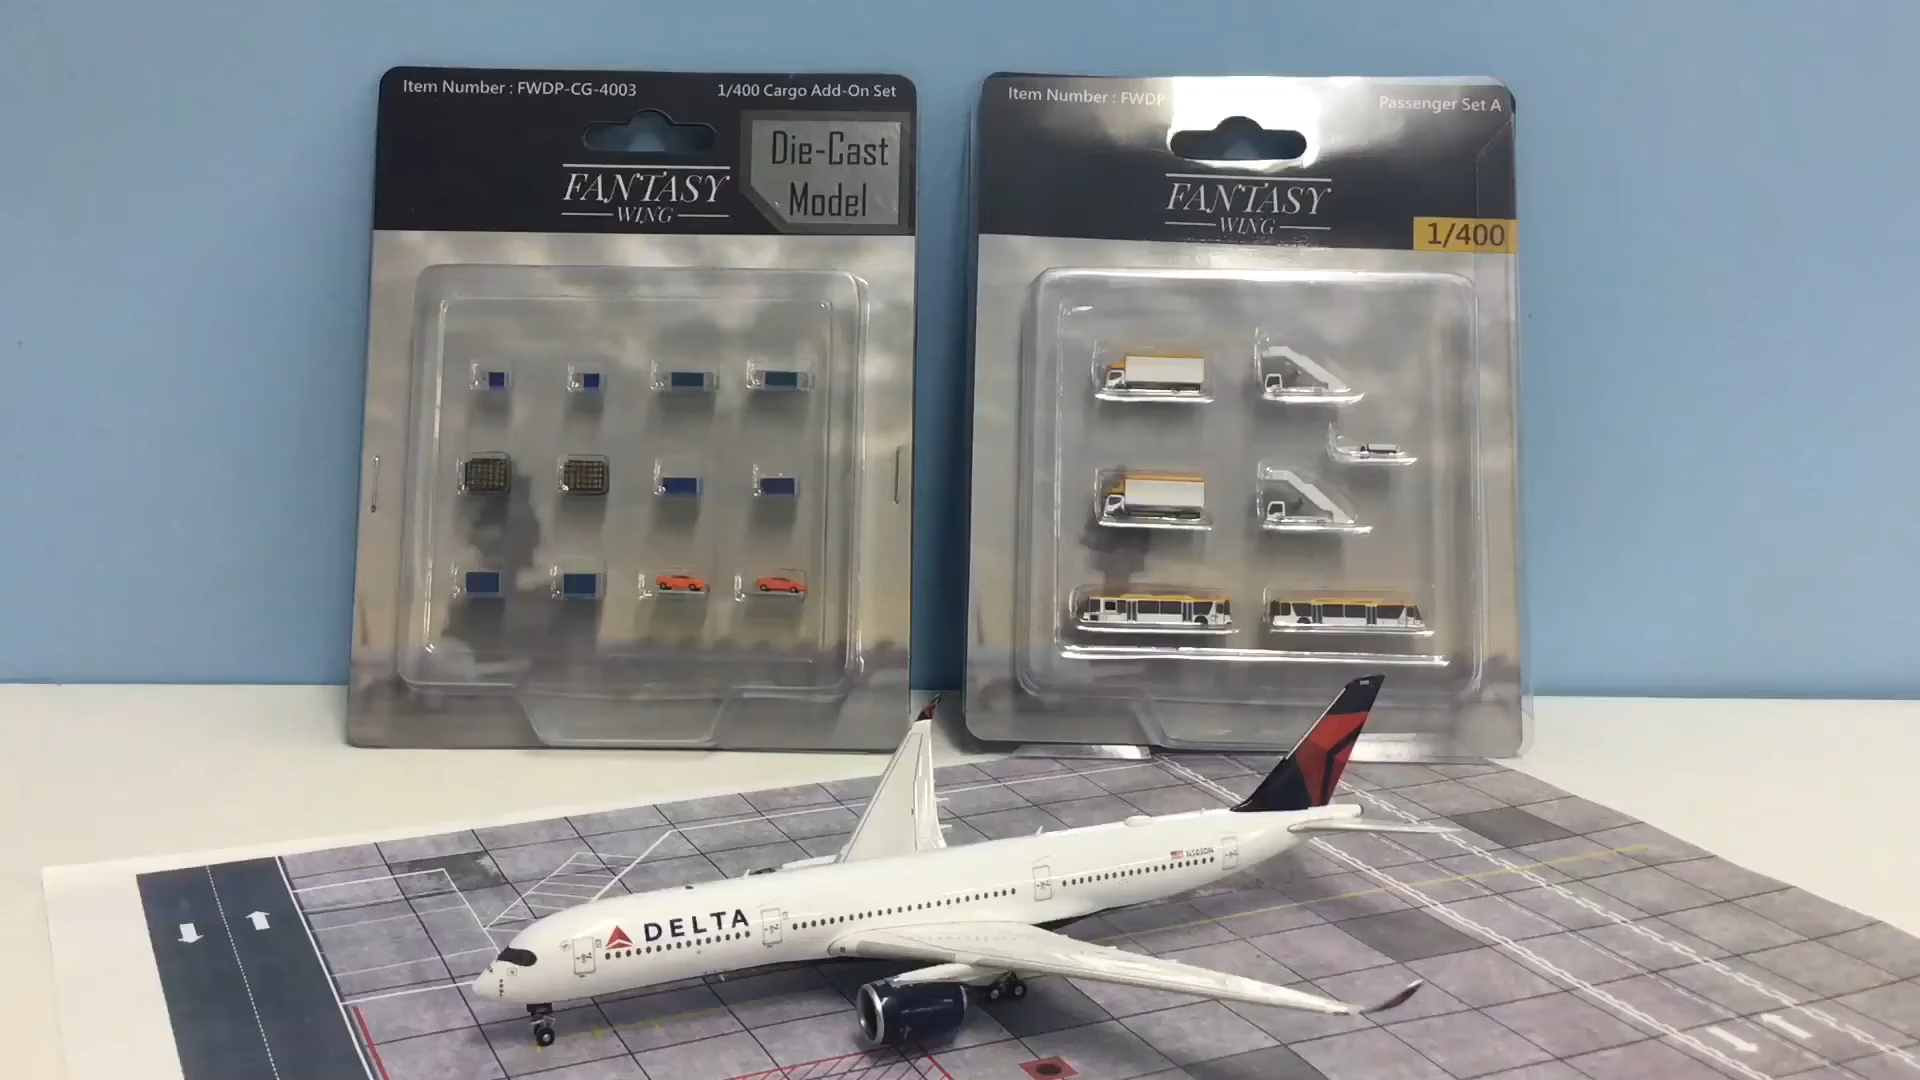 Item Number : FWDP-CG-4003
1/400 Cargo Add-On Set
Die-Cast
Model
FANTASY
WING
Item Number : FWDP
Passenger Set A
FANTASY
WING
1/400
DELTA